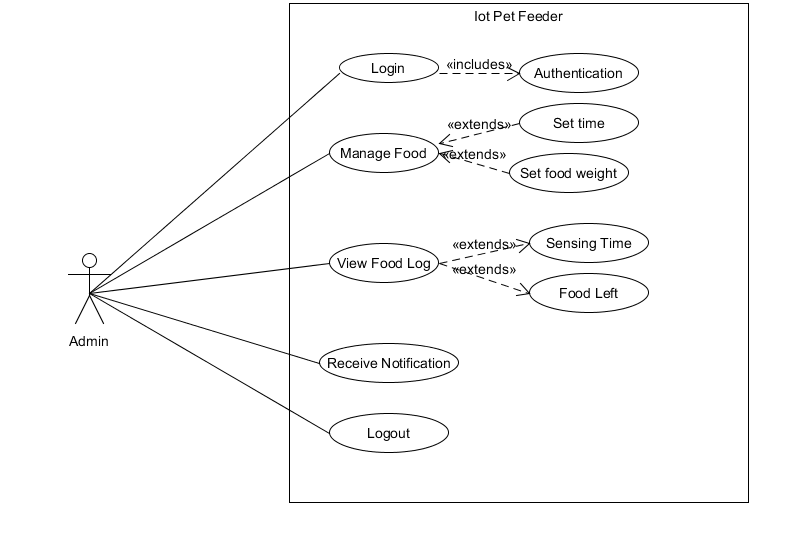 Iot Pet Feeder
Login
«includes»
Authentication
«extends»
Set time
Manage Food
«extends»
Set food weight
View Food Log
«extends»
Sensing Time
«extends»
Food Left
Admin
Receive Notification
Logout